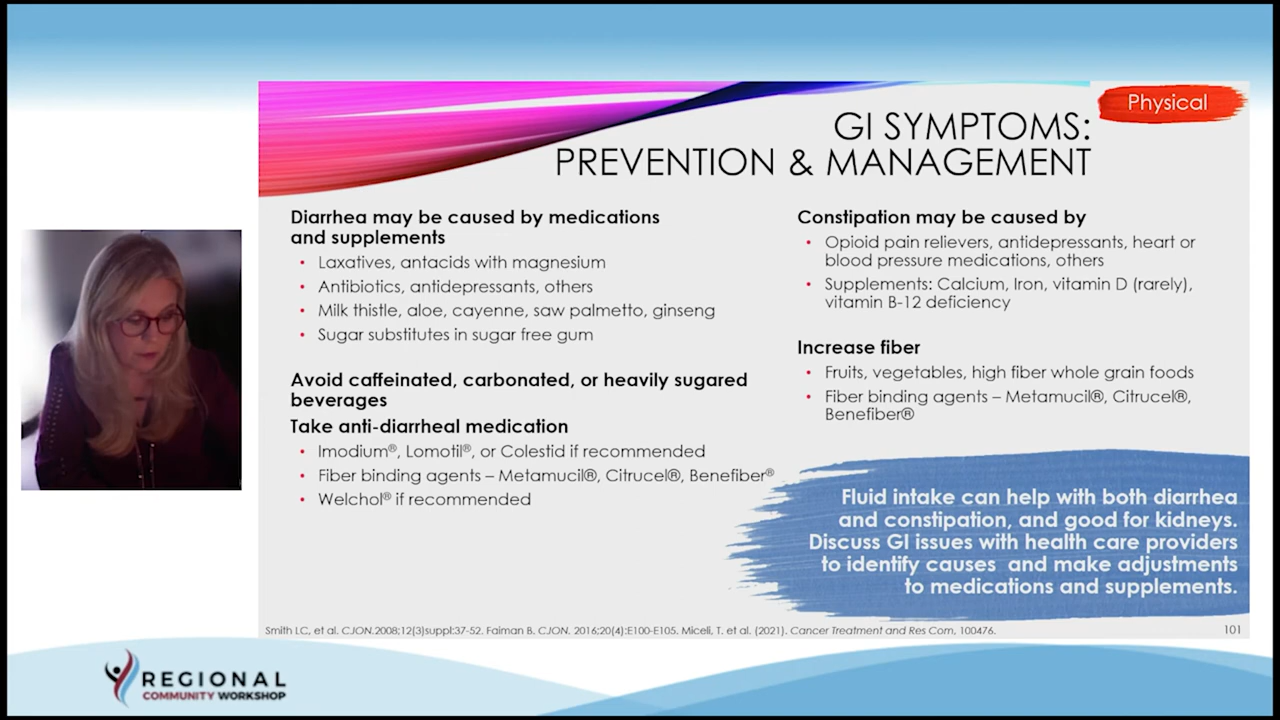 Physical
GI SYMPTOMS:
PREVENTION & MANAGEMENT
Diarrhea may be caused by medications
and supplements
• Laxatives, antacids with magnesium
• Antibiotics, antidepressants, others
• Milk thistle, aloe, cayenne, saw palmetto, ginseng
• Sugar substitutes in sugar free gum
Avoid caffeinated, carbonated, or heavily sugared
beverages
Take anti-diarrheal medication
• Imodium®, Lomotil®, or Colestid if recommended
• Fiber binding agents – Metamucil®, Citrucel®, Benefiber®
• Welchol® if recommended
Constipation may be caused by
• Opioid pain relievers, antidepressants, heart or
blood pressure medications, others
• Supplements: Calcium, Iron, vitamin D (rarely),
vitamin B-12 deficiency
Increase fiber
• Fruits, vegetables, high fiber whole grain foods
• Fiber binding agents – Metamucil®, Citrucel®,
Benefiber®
Fluid intake can help with both diarrhea
and constipation, and good for kidneys.
Discuss GI issues with health care providers
to identify causes and make adjustments
to medications and supplements.
Smith LC, et al. CJON.2008;12(3)suppl:37-52. Faiman B. CJON. 2016;20(4):E100-E105. Miceli, T. et al. (2021). Cancer Treatment and Res Com, 100476.
101
REGIONAL
COMMUNITY WORKSHOP